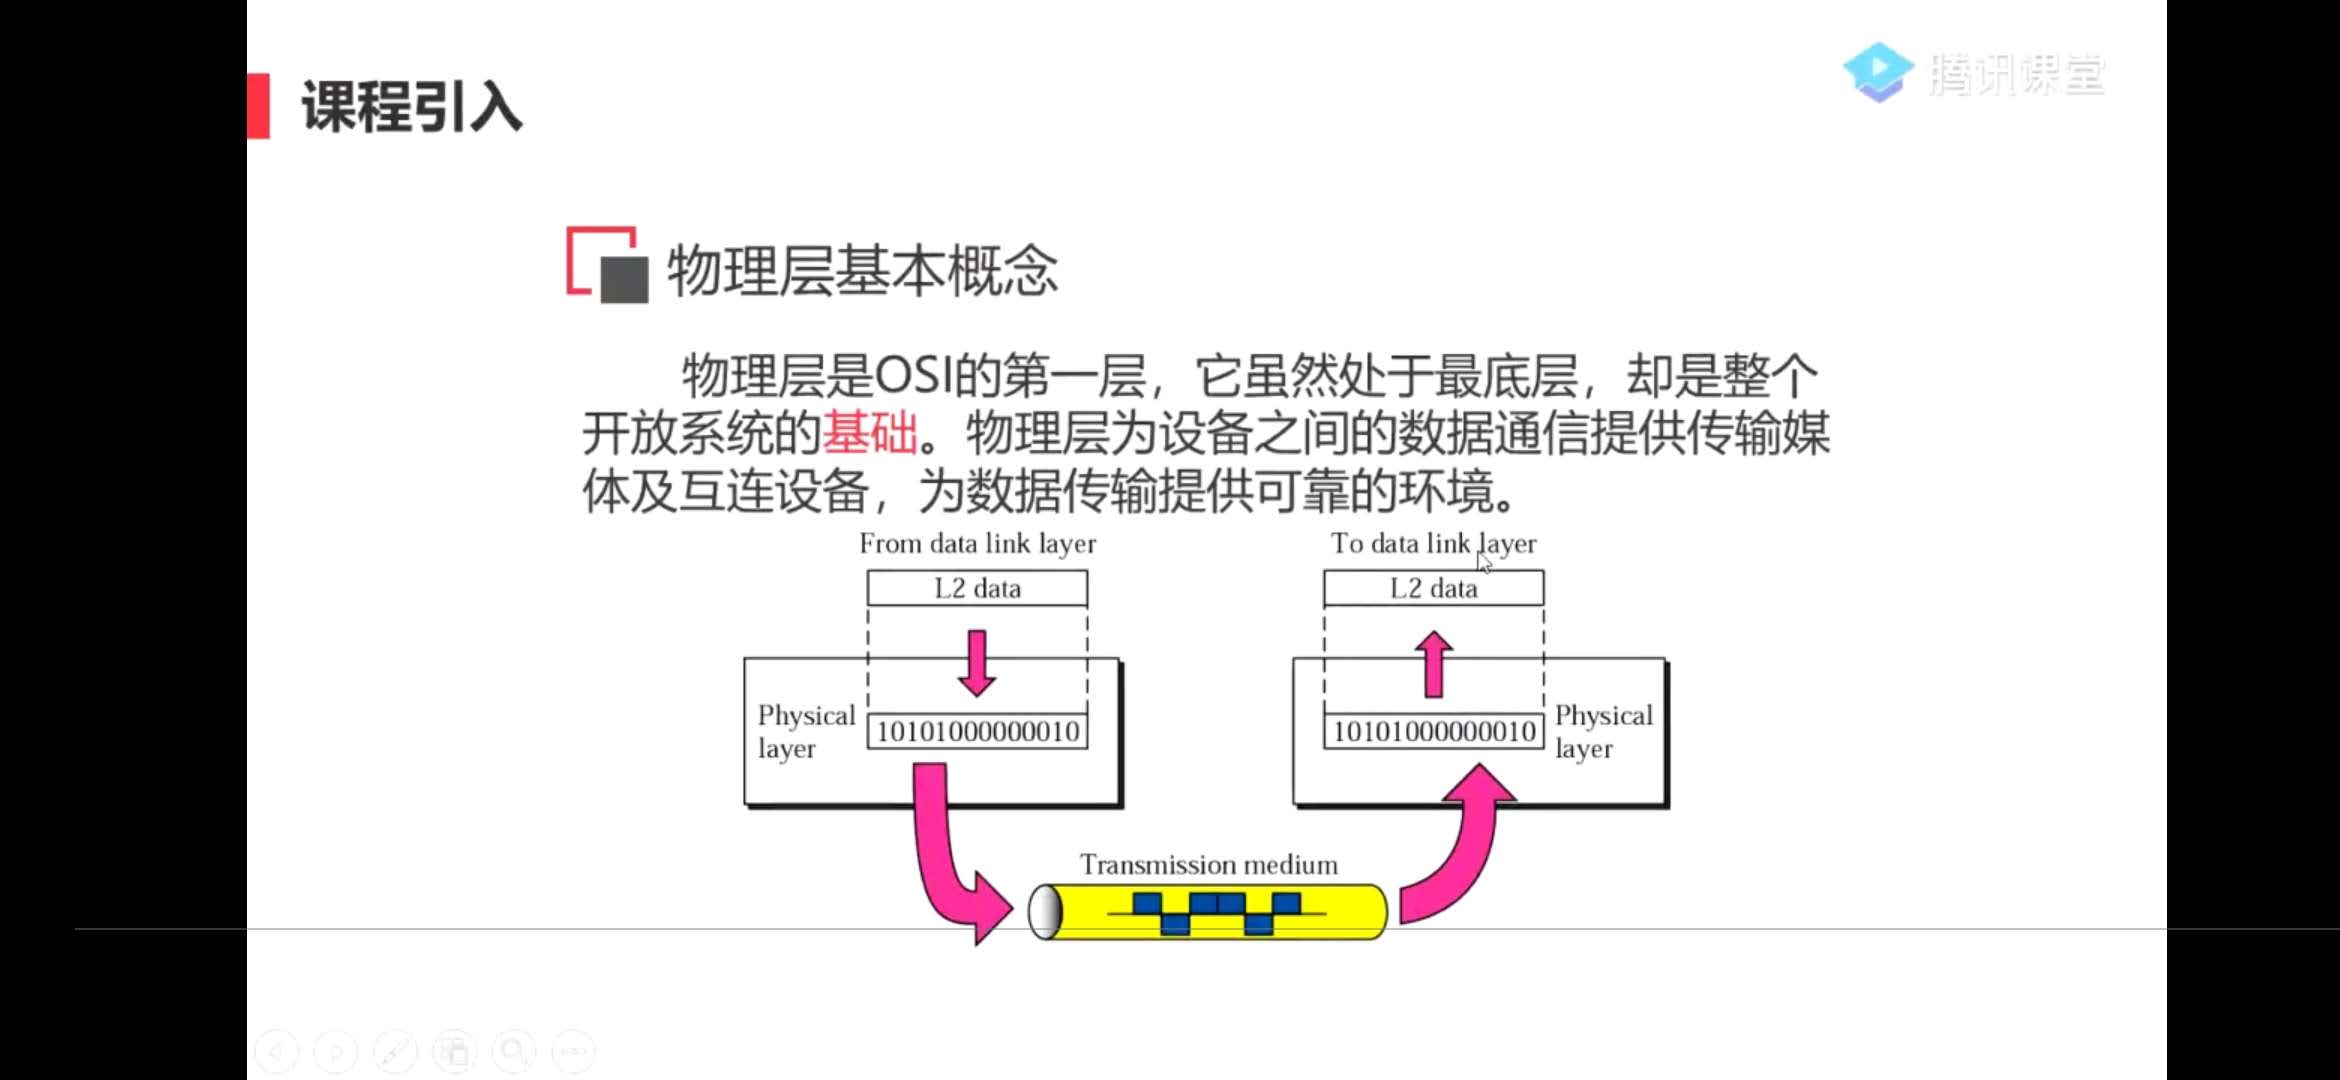 课程引入
腾讯课堂
物理层基本概念
物理层是OSI的第一层，它虽然处于最底层，却是整个
开放系统的基础。物理层为设备之间的数据通信提供传输媒
体及互连设备，为数据传输提供可靠的环境。
From data link layer
To data link layer
L2 data
L2 data
Physical
layer
10101000000010
10101000000010
Physical
layer
Transmission medium